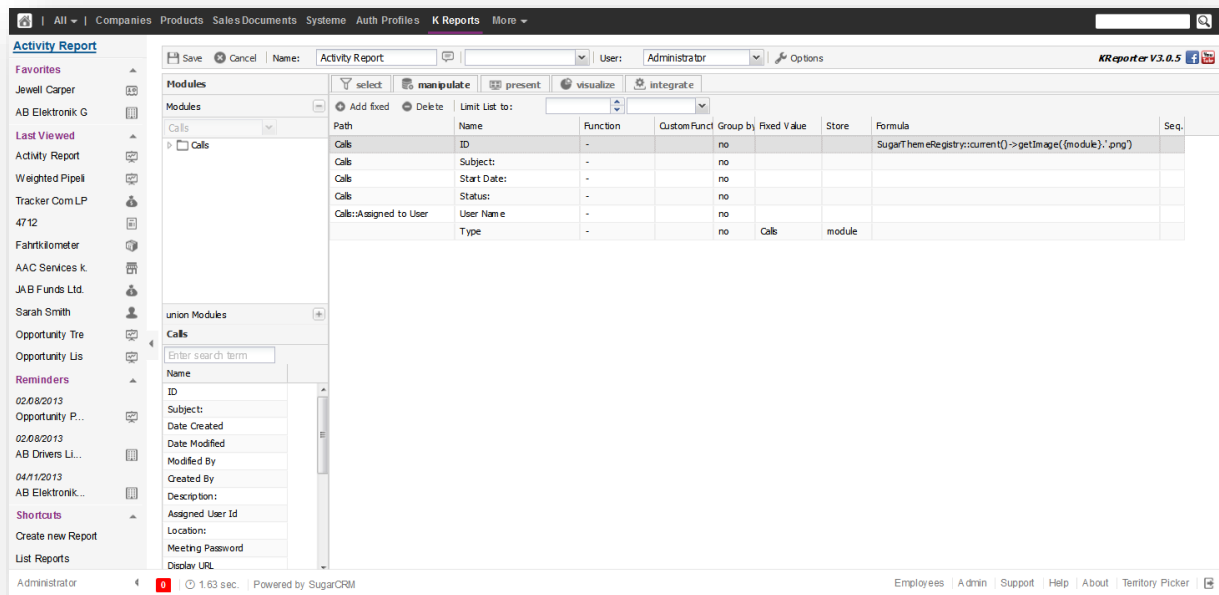 | All | Companies Products Sales Documents Systeme Auth Profiles K Reports More
Activity Report
Favorites
Jewell Carper
AB Elektronik G
Last Viewed
Activity Report
Weighted Pipeli
Tracker Com LP
4712
Fahrtkilometer
AAC Services k.
JAB Funds Ltd.
Sarah Smith
Opportunity Tre
Opportunity Lis
Reminders
02/08/2013
Opportunity P...
02/08/2013
AB Drivers Li...
04/11/2013
AB Elektronik...
Shortcuts
Create new Report
List Reports
Administrator
Save Cancel Name: Activity Report User: Administrator Options KReporter V3.0.5
Modules
Modules
Calls
Calls
union Modules
Calls
Enter search term
Name
ID
Subject:
Date Created
Date Modified
Modified By
Created By
Description:
Assigned User Id
Location:
Meeting Password
Display URL
select manipulate present visualize integrate
Add fixed Delete Limit List to:
Path Name Function Custom Funct Group by Fixed Value Store Formula Seq.
Calls ID - no SugarThemeRegistry::current()->getImage({module}.'.png')
Calls Subject: - no
Calls Start Date: - no
Calls Status: - no
Calls::Assigned to User User Name - no
Type - no Calls module
0 1.63 sec. | Powered by SugarCRM
Employees | Admin | Support | Help | About | Territory Picker |